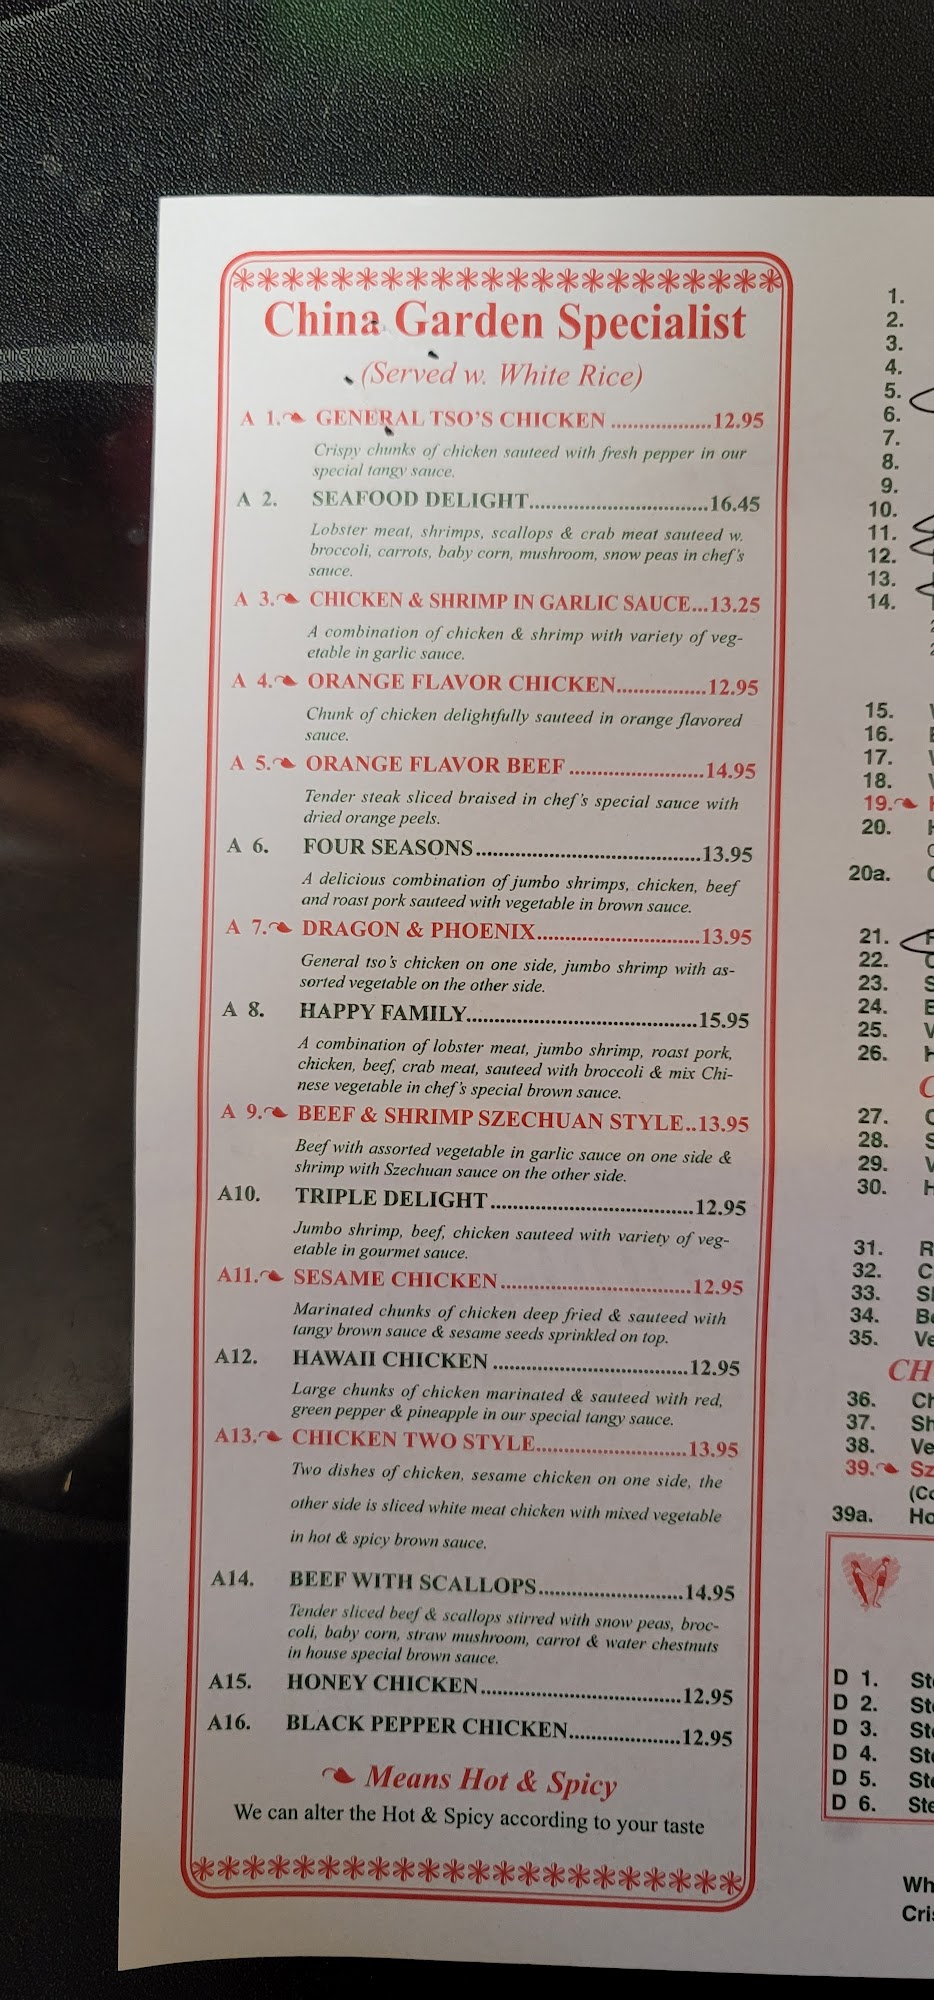 China Garden Specialist
(Served w. White Rice)
A 1. GENERAL TSO'S CHICKEN ...................12.95
Crispy chunks of chicken sauteed with fresh pepper in our
special tangy sauce.
A 2. SEAFOOD DELIGHT..................................16.45
Lobster meat, shrimps, scallops & crab meat sauteed w.
broccoli, carrots, baby corn, mushroom, snow peas in chef's
sauce.
A 3. CHICKEN & SHRIMP IN GARLIC SAUCE...13.25
A combination of chicken & shrimp with variety of veg-
etable in garlic sauce.
A 4. ORANGE FLAVOR CHICKEN.................12.95
Chunk of chicken delightfully sauteed in orange flavored
sauce.
A 5. ORANGE FLAVOR BEEF .........................14.95
Tender steak sliced braised in chef's special sauce with
dried orange peels.
A 6. FOUR SEASONS..........................................13.95
A delicious combination of jumbo shrimps, chicken, beef
and roast pork sauteed with vegetable in brown sauce.
A 7. DRAGON & PHOENIX...............................13.95
General tso's chicken on one side, jumbo shrimp with as-
sorted vegetable on the other side.
A 8. HAPPY FAMILY...........................................15.95
A combination of lobster meat, jumbo shrimp, roast pork,
chicken, beef, crab meat, sauteed with broccoli & mix Chi-
nese vegetable in chef's special brown sauce.
A 9. BEEF & SHRIMP SZECHUAN STYLE..13.95
Beef with assorted vegetable in garlic sauce on one side &
shrimp with Szechuan sauce on the other side.
A10. TRIPLE DELIGHT......................................12.95
Jumbo shrimp, beef, chicken sauteed with variety of veg-
etable in gourmet sauce.
A11. SESAME CHICKEN....................................12.95
Marinated chunks of chicken deep fried & sauteed with
tangy brown sauce & sesame seeds sprinkled on top.
A12. HAWAII CHICKEN .....................................12.95
Large chunks of chicken marinated & sauteed with red,
green pepper & pineapple in our special tangy sauce.
A13. CHICKEN TWO STYLE............................13.95
Two dishes of chicken, sesame chicken on one side, the
other side is sliced white meat chicken with mixed vegetable
in hot & spicy brown sauce.
A14. BEEF WITH SCALLOPS...........................14.95
Tender sliced beef & scallops stirred with snow peas, broc-
coli, baby corn, straw mushroom, carrot & water chestnuts
in house special brown sauce.
A15. HONEY CHICKEN......................................12.95
A16. BLACK PEPPER CHICKEN.....................12.95
Means Hot & Spicy
We can alter the Hot & Spicy according to your taste
1.
2.
3.
4.
5.
6.
7.
8.
9.
10.
11.
12.
13.
14.
15.
16.
17.
18.
19.
20.
20a.
21.
22.
23.
24.
25.
26.
27.
28.
29.
30.
31. R
32. C
33. S
34. Be
35. Ve
CH
36. Ch
37. Sh
38. Ve
39. Sz
(Co
39a. Ho
D 1. Ste
D 2. Ste
D 3. Ste
D 4. Ste
D 5. Ste
D 6. Ste
Wh
Cris